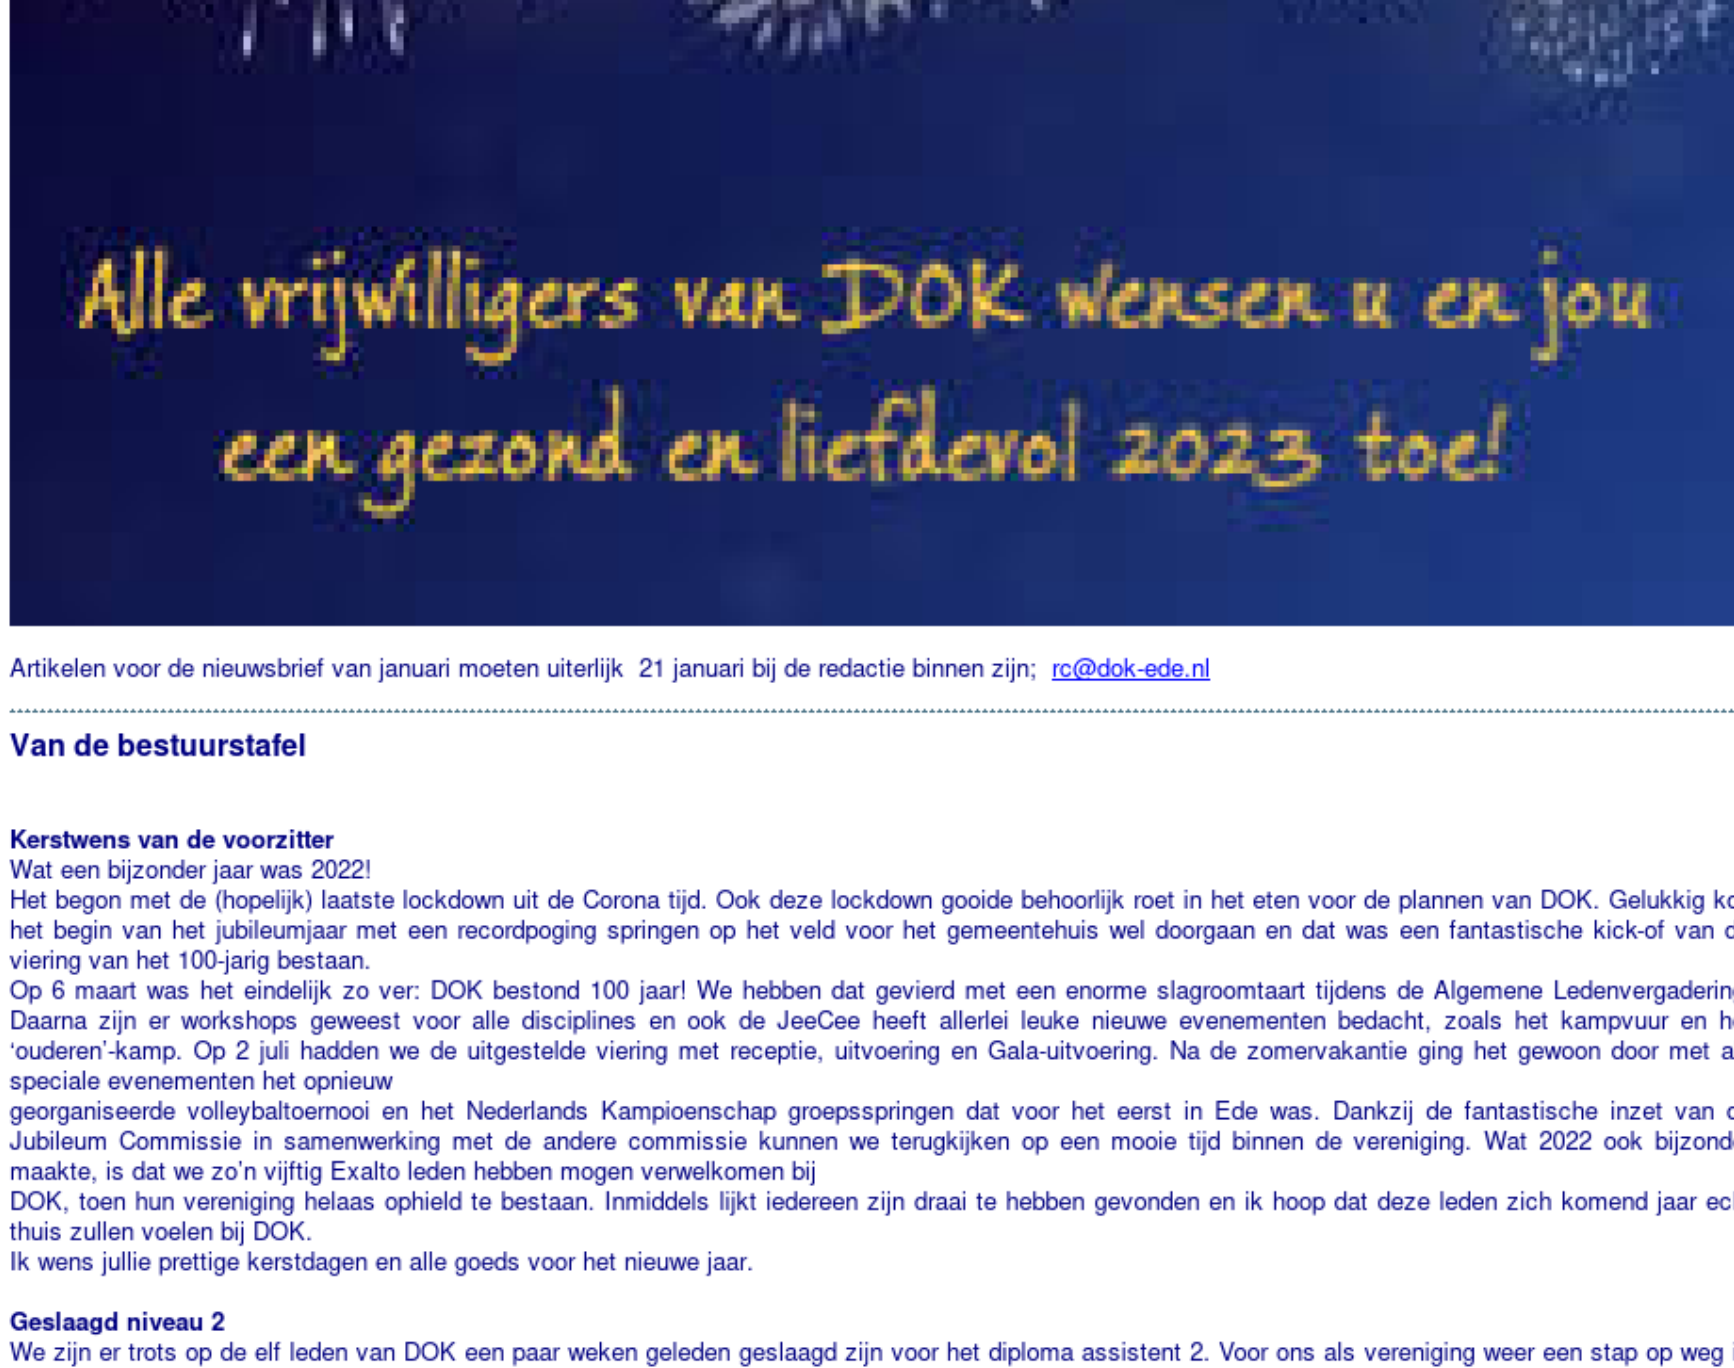 Alle vrijwilligers van DOK wensen u en jou
een gezond en liefdevol 2023 toe!
Artikelen voor de nieuwsbrief van januari moeten uiterlijk 21 januari bij de redactie binnen zijn; rc@dok-ede.nl
Van de bestuurstafel
Kerstwens van de voorzitter
Wat een bijzonder jaar was 2022!
Het begon met de (hopelijk) laatste lockdown uit de Corona tijd. Ook deze lockdown gooide behoorlijk roet in het eten voor de plannen van DOK. Gelukkig
het begin van het jubileumjaar met een recordpoging springen op het veld voor het gemeentehuis wel doorgaan en dat was een fantastische kick-of van
viering van het 100-jarig bestaan.
Op 6 maart was het eindelijk zo ver: DOK bestond 100 jaar! We hebben dat gevierd met een enorme slagroomtaart tijdens de Algemene Ledenvergadering
Daarna zijn er workshops geweest voor alle disciplines en ook de JeeCee heeft allerlei leuke nieuwe evenementen bedacht, zoals het kampvuur en
‘ouderen’-kamp. Op 2 juli hadden we de uitgestelde viering met receptie, uitvoering en Gala-uitvoering. Na de zomervakantie ging het gewoon door met
speciale evenementen het opnieuw
georganiseerde volleybaltoernooi en het Nederlands Kampioenschap groepsspringen dat voor het eerst in Ede was. Dankzij de fantastische inzet van
Jubileum Commissie in samenwerking met de andere commissie kunnen we terugkijken op een mooie tijd binnen de vereniging. Wat 2022 ook
maakte, is dat we zo’n vijftig Exalto leden hebben mogen verwelkomen bij
DOK, toen hun vereniging helaas ophield te bestaan. Inmiddels lijkt iedereen zijn draai te hebben gevonden en ik hoop dat deze leden zich komend jaar
thuis zullen voelen bij DOK.
Ik wens jullie prettige kerstdagen en alle goeds voor het nieuwe jaar.
Geslaagd niveau 2
We zijn er trots op de elf leden van DOK een paar weken geleden geslaagd zijn voor het diploma assistent 2. Voor ons als vereniging weer een stap op weg